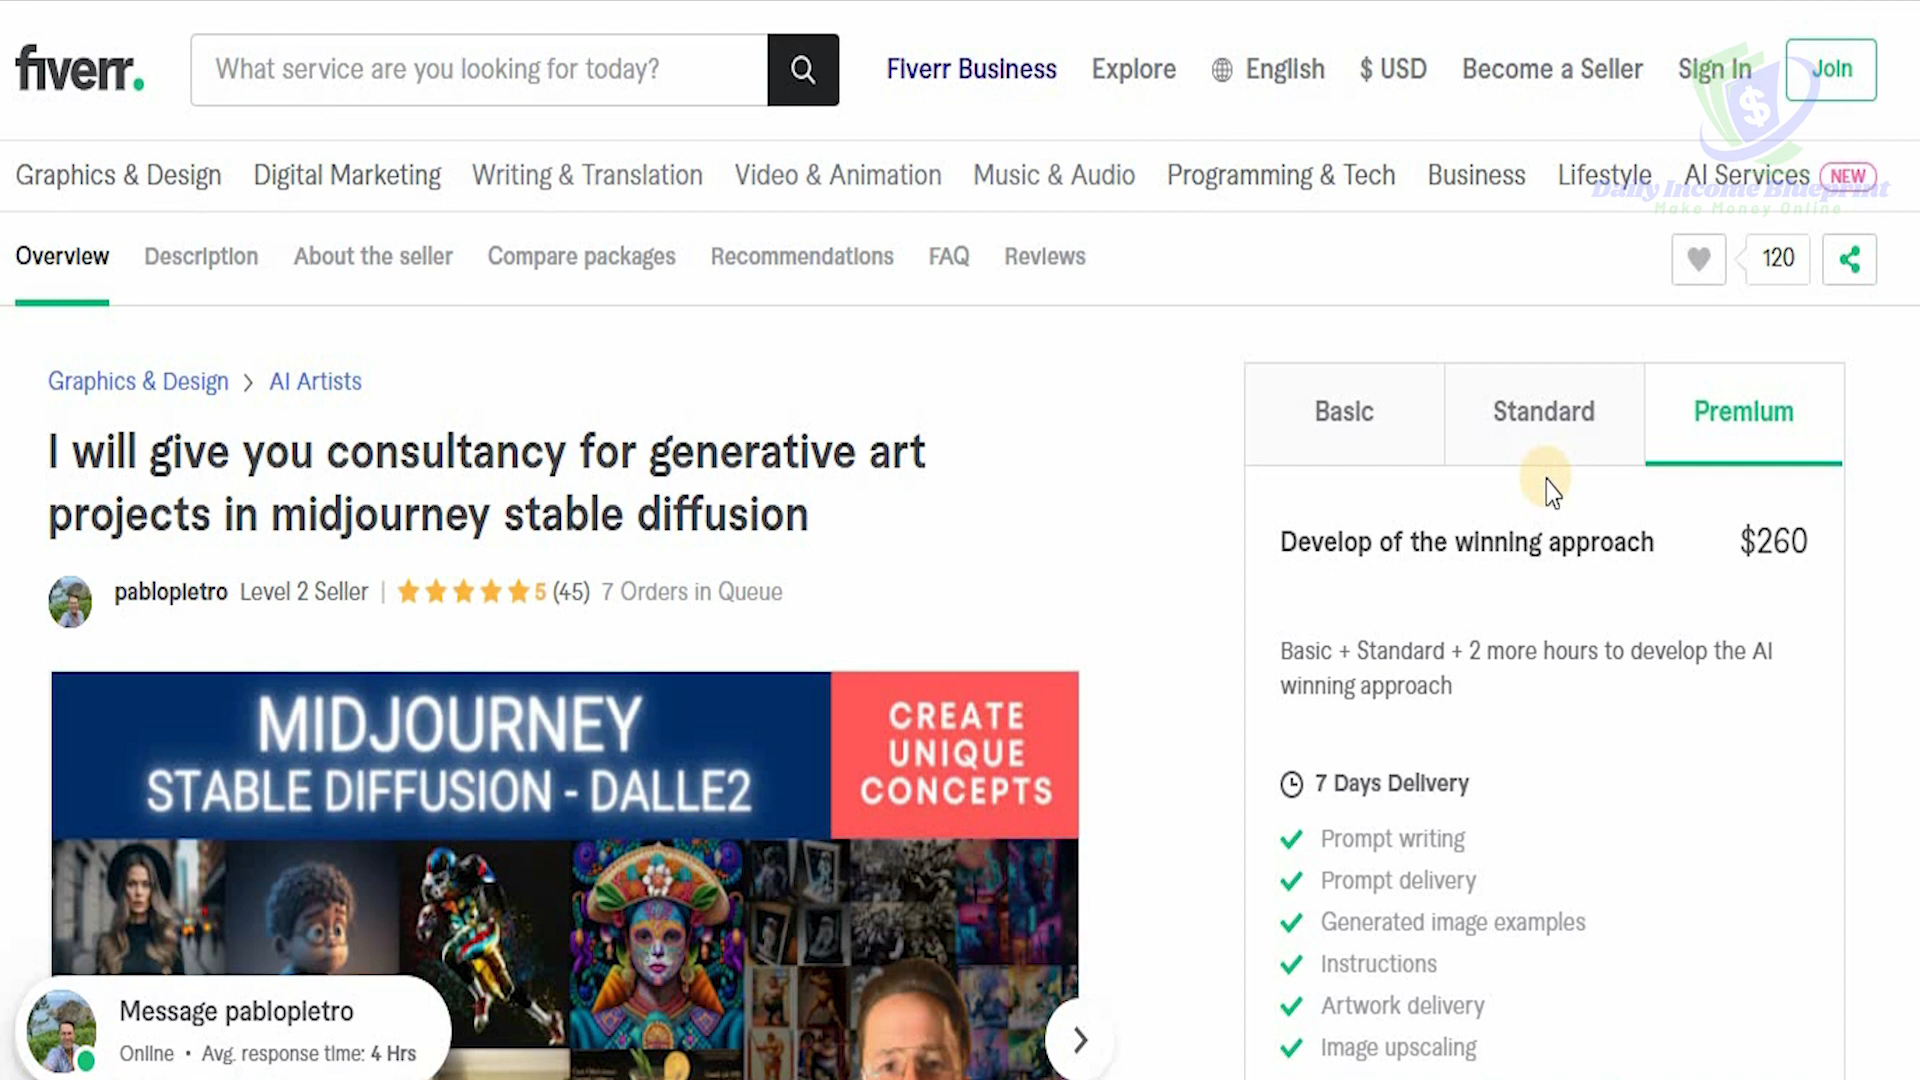 fiverr.
What service are you looking for today?
Fiverr Business
Explore
English
$ USD
Become a Seller
Sign In
Join
$
Graphics & Design
Digital Marketing
Writing & Translation
Video & Animation
Music & Audio
Programming & Tech
Business
Lifestyle
AI Services
NEW
Daily Income Blueprint
Make Money Online
Overview
Description
About the seller
Compare packages
Recommendations
FAQ
Reviews
120
Graphics & Design > AI Artists
I will give you consultancy for generative art
projects in midjourney stable diffusion
pablopietro Level 2 Seller | 5 (45) 7 Orders in Queue
MIDJOURNEY
STABLE DIFFUSION - DALLE2
CREATE
UNIQUE
CONCEPTS
Message pablopietro
Online • Avg. response time: 4 Hrs
Basic
Standard
Premium
Develop of the winning approach
$260
Basic + Standard + 2 more hours to develop the AI
winning approach
7 Days Delivery
Prompt writing
Prompt delivery
Generated image examples
Instructions
Artwork delivery
Image upscaling